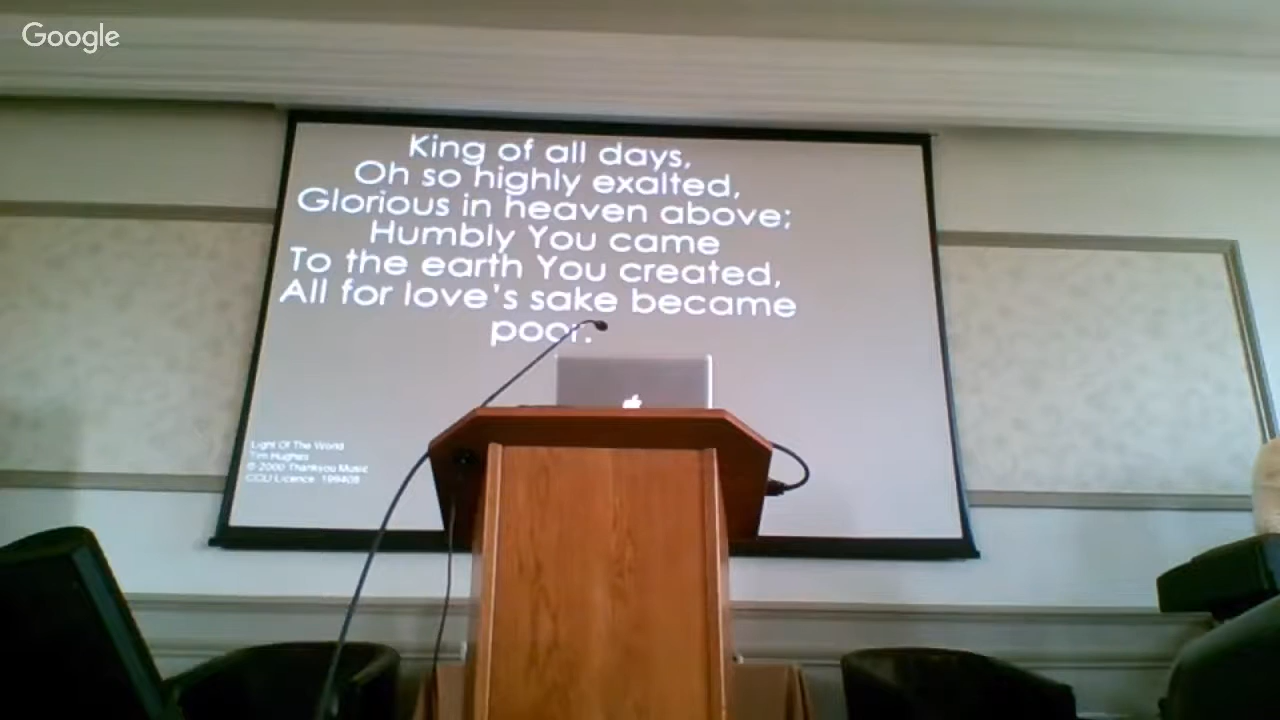 Google
King of all days,
Oh so highly exalted,
Glorious in heaven above;
Humbly You came
To the earth You created,
All for love's sake became
poor.
Light Of The World
Tim Hughes
© 2000 Thankyou Music
CCLI Licence 199408